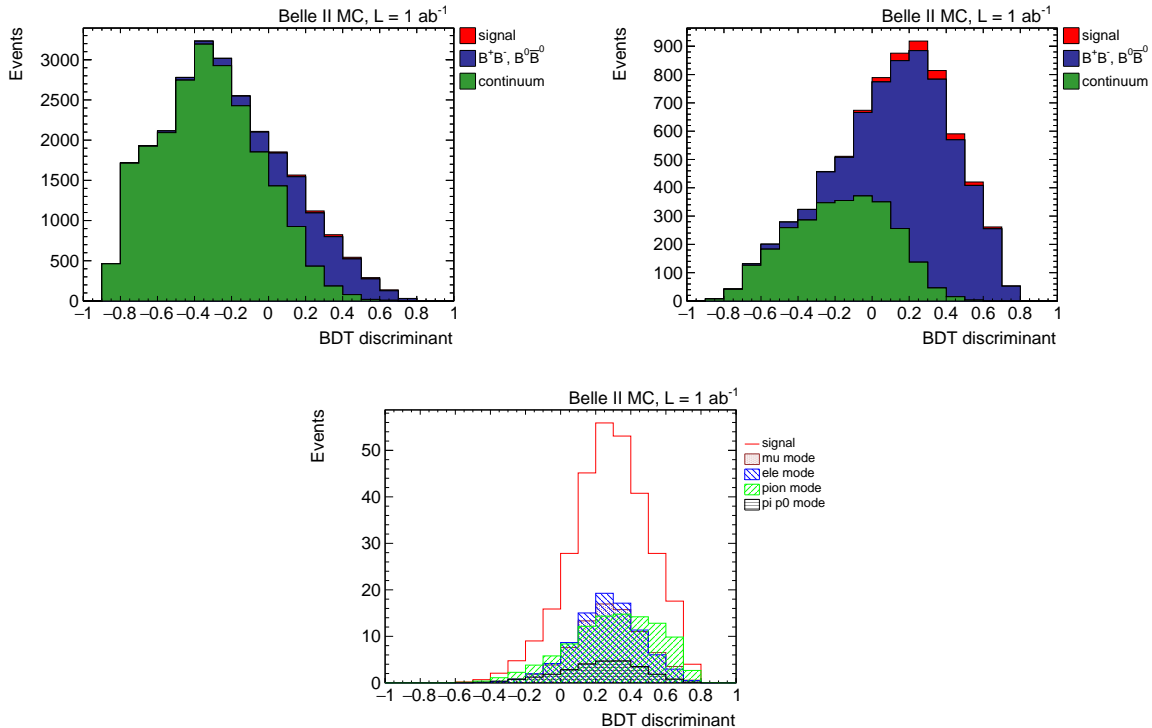 Belle II MC, L = 1 ab⁻¹
Events
3000
2500
2000
1500
1000
500
0
−1 −0.8 −0.6 −0.4 −0.2 0 0.2 0.4 0.6 0.8 1
BDT discriminant
signal
B⁺B⁻, B⁰B̅⁰
continuum
Belle II MC, L = 1 ab⁻¹
Events
900
800
700
600
500
400
300
200
100
0
−1 −0.8 −0.6 −0.4 −0.2 0 0.2 0.4 0.6 0.8 1
BDT discriminant
signal
B⁺B⁻, B⁰B̅⁰
continuum
Belle II MC, L = 1 ab⁻¹
Events
50
40
30
20
10
0
−1 −0.8 −0.6 −0.4 −0.2 0 0.2 0.4 0.6 0.8 1
BDT discriminant
signal
mu mode
ele mode
pion mode
pi p0 mode